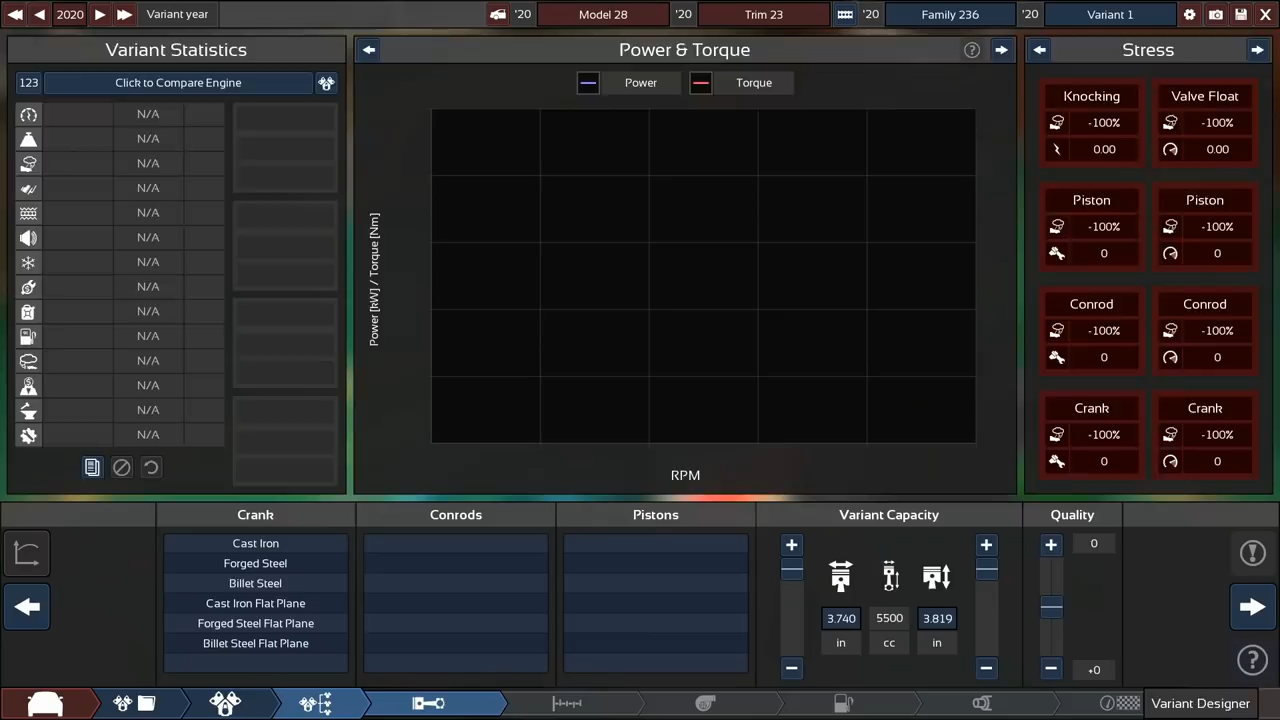 2020 Variant year '20 Model 28 '20 Trim 23 '20 Family 236 '20 Variant 1
Variant Statistics
123 Click to Compare Engine
N/A
N/A
N/A
N/A
N/A
N/A
N/A
N/A
N/A
N/A
N/A
N/A
N/A
N/A
Power & Torque
?
Power Torque
Power [kW] / Torque [Nm]
RPM
Stress
Knocking Valve Float
-100% -100%
0.00 0.00
Piston Piston
-100% -100%
0 0
Conrod Conrod
-100% -100%
0 0
Crank Crank
-100% -100%
0 0
Crank
Cast Iron
Forged Steel
Billet Steel
Cast Iron Flat Plane
Forged Steel Flat Plane
Billet Steel Flat Plane
Conrods
Pistons
Variant Capacity
3.740 5500 3.819
in cc in
Quality
0
+0
?
Variant Designer